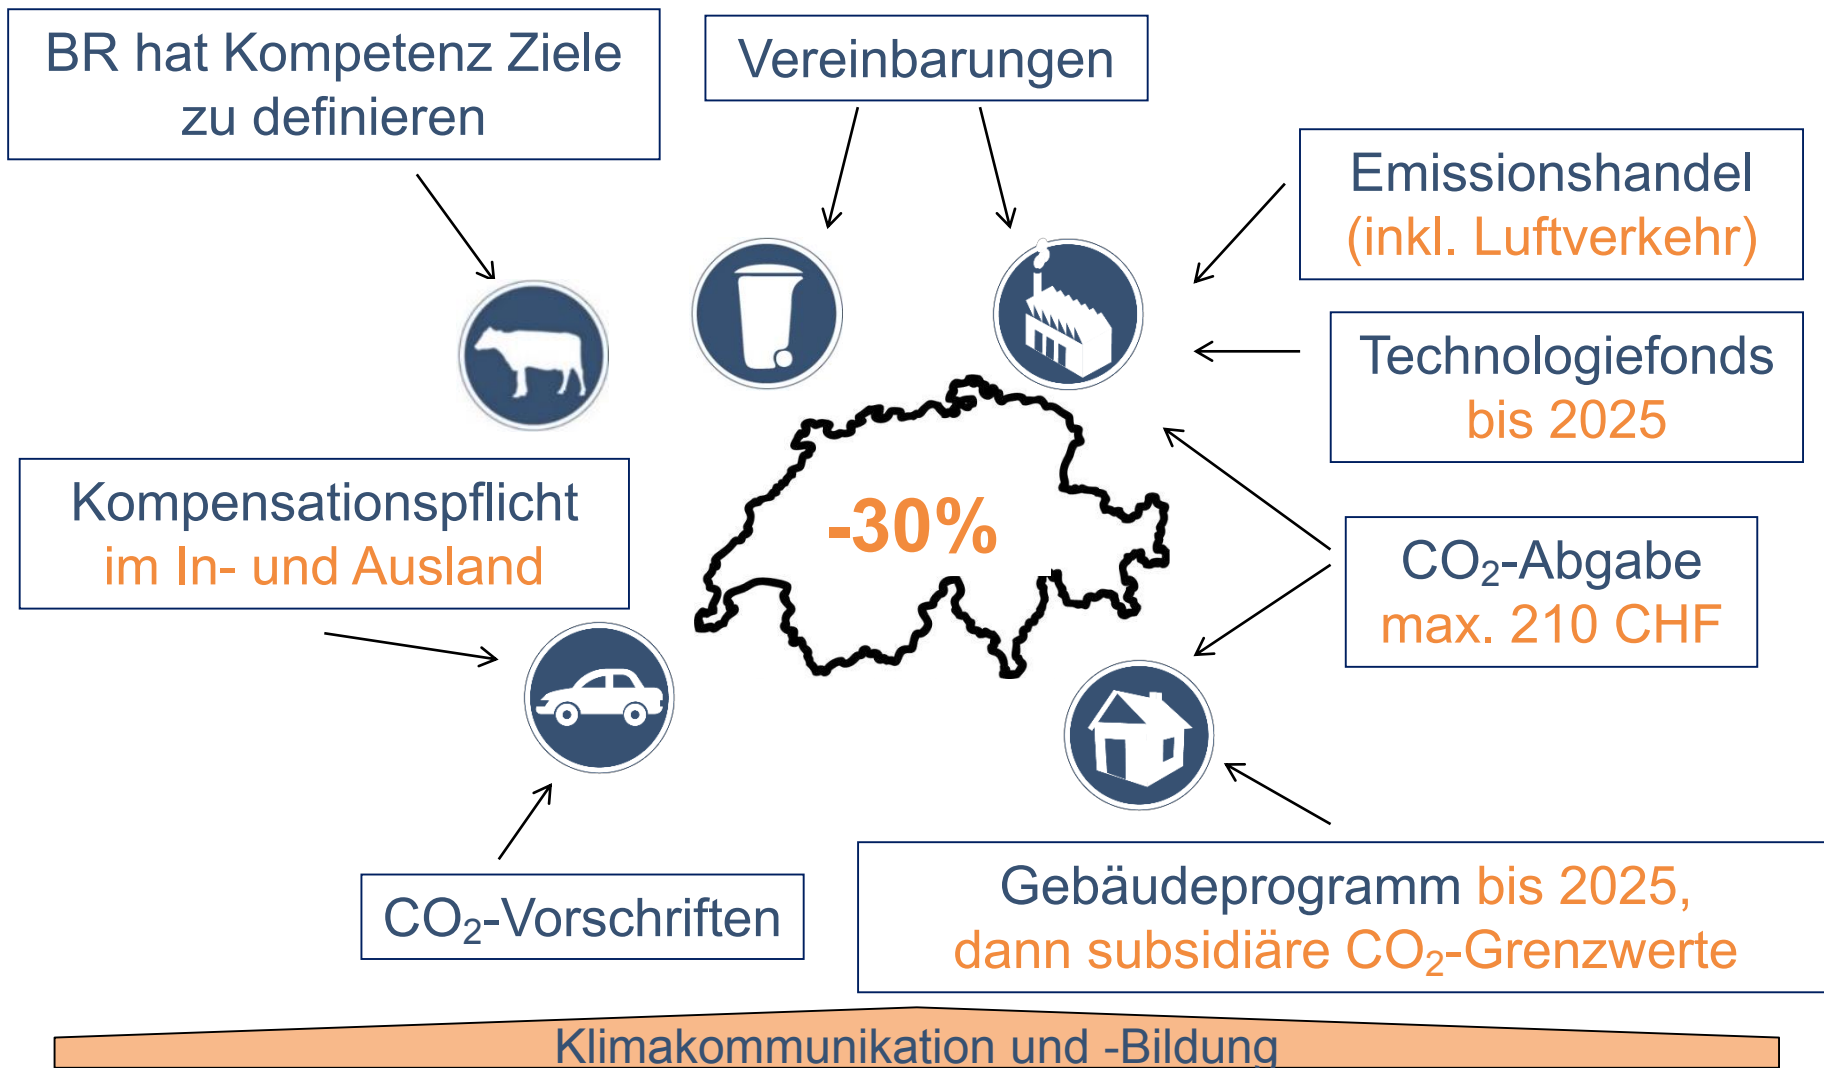 BR hat Kompetenz Ziele
zu definieren
Vereinbarungen
Emissionshandel
(inkl. Luftverkehr)
Technologiefonds
bis 2025
Kompensationspflicht
im In- und Ausland
-30%
CO₂-Abgabe
max. 210 CHF
CO₂-Vorschriften
Gebäudeprogramm bis 2025,
dann subsidiäre CO₂-Grenzwerte
Klimakommunikation und -Bildung